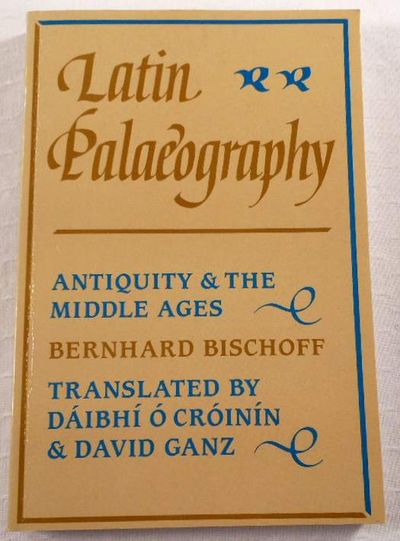 Latin
Palaeography
ANTIQUITY & THE
MIDDLE AGES
BERNHARD BISCHOFF
TRANSLATED BY
DÁIBHÍ Ó CRÓINÍN
& DAVID GANZ